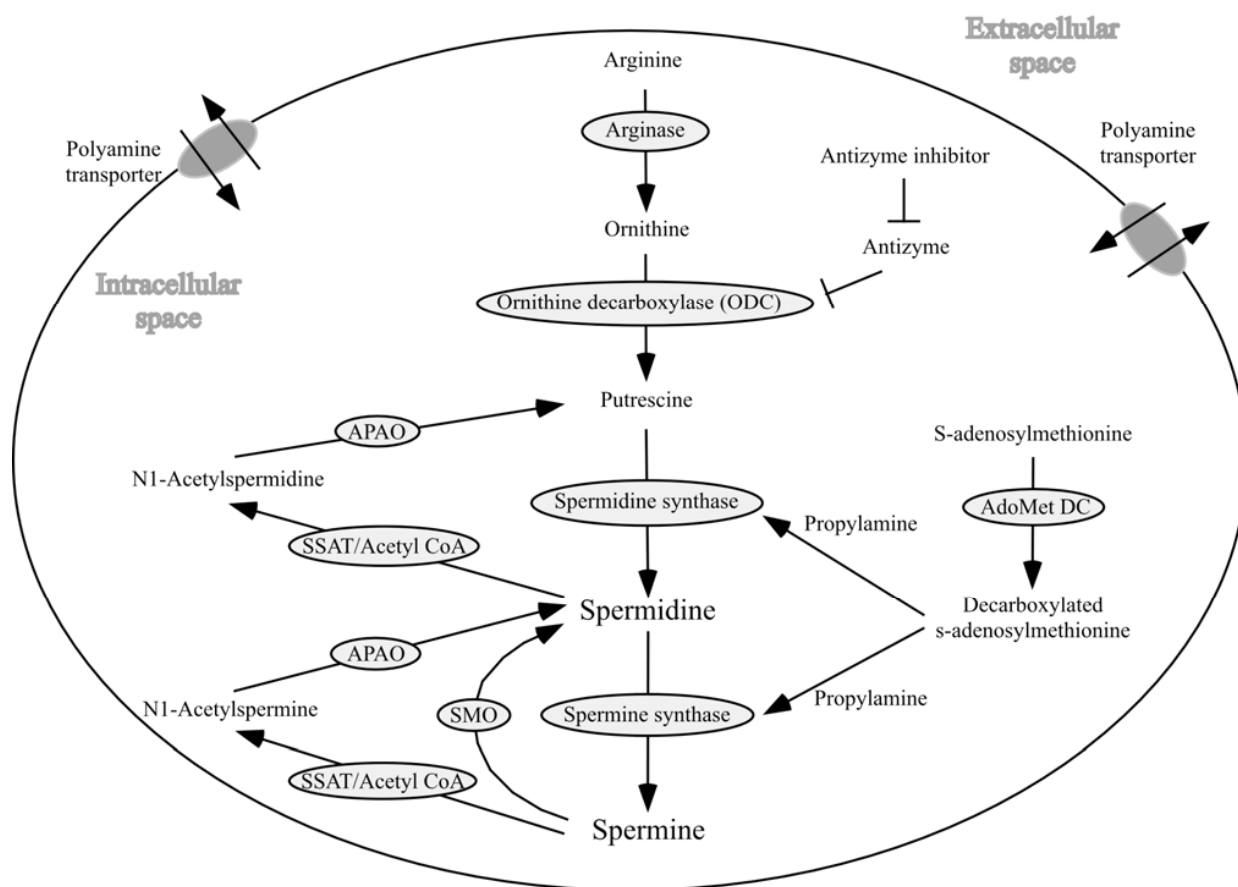 Extracellular
space
Arginine
Arginase
Polyamine
transporter
Polyamine
transporter
Antizyme inhibitor
Ornithine
Antizyme
Intracellular
space
Ornithine decarboxylase (ODC)
Putrescine
APAO
S-adenosylmethionine
N1-Acetylspermidine
Spermidine synthase
AdoMet DC
Propylamine
SSAT/Acetyl CoA
Spermidine
Decarboxylated
s-adenosylmethionine
APAO
N1-Acetylspermine
SMO
Spermine synthase
Propylamine
SSAT/Acetyl CoA
Spermine